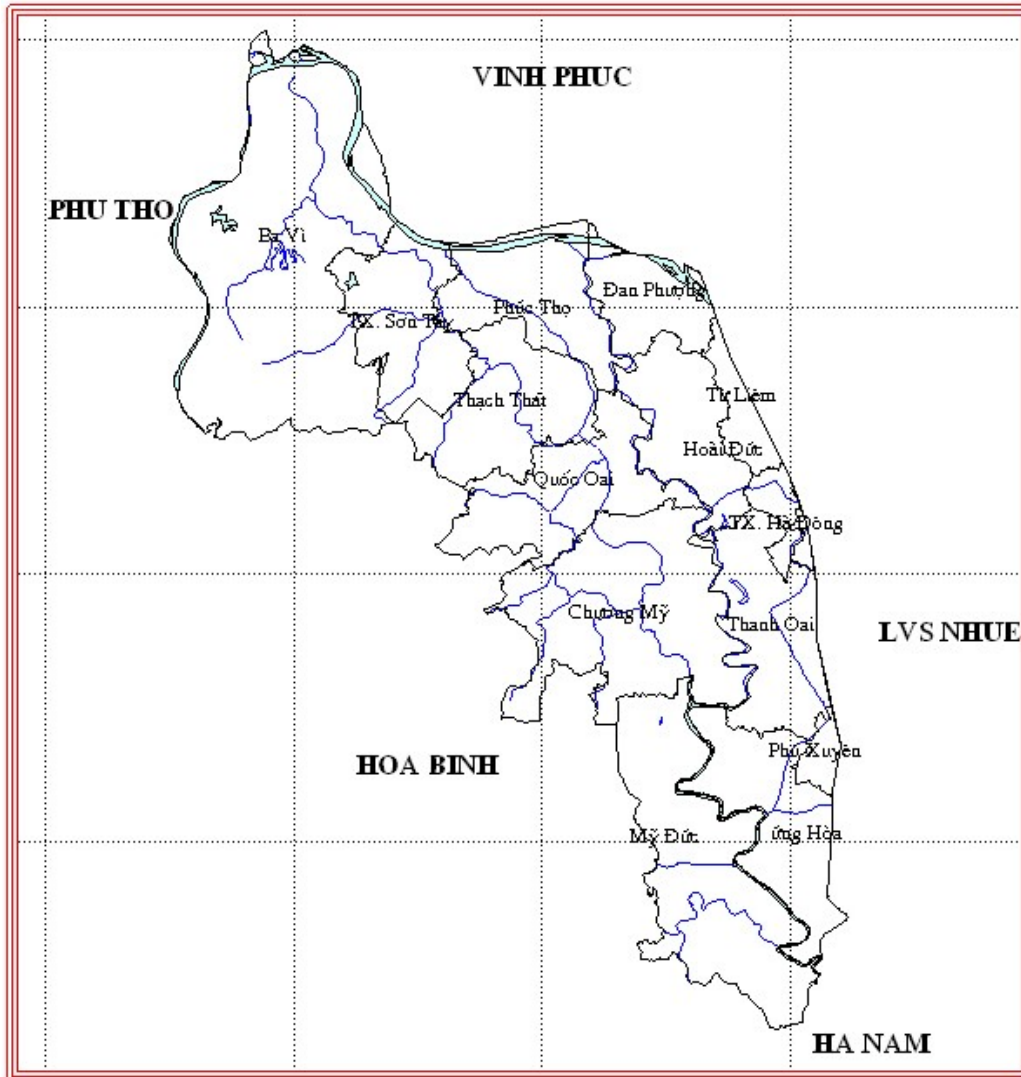 VINH PHUC
PHU THO
Ba Vì
Đan Phượng
Phúc Thọ
TX. Sơn Tây
Thạch Thất
Từ Liêm
Hoài Đức
Quốc Oai
TX. Hà Đông
Chương Mỹ
Thanh Oai
LVS NHUE
Phú Xuyên
HOA BINH
Mỹ Đức
ứng Hòa
HA NAM